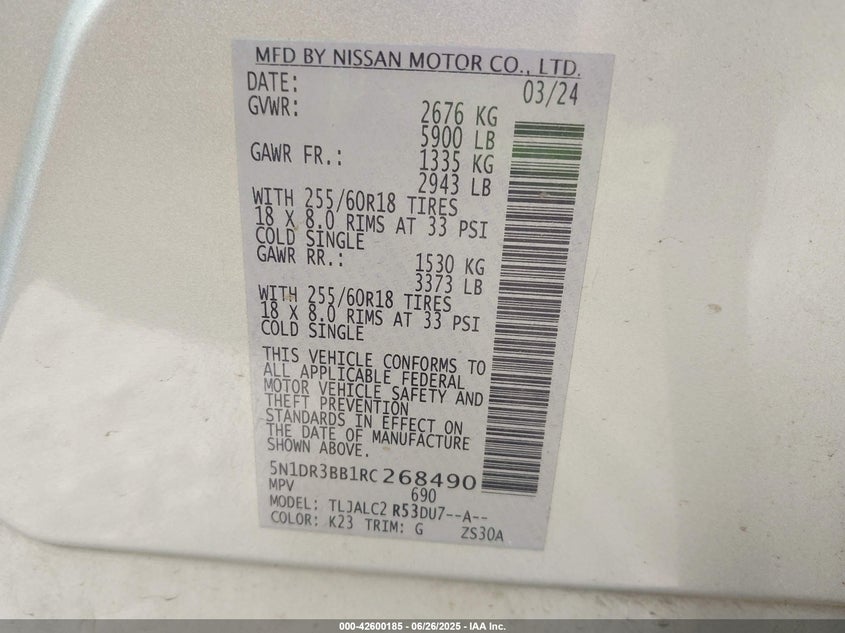 MFD BY NISSAN MOTOR CO., LTD.
DATE: 03/24
GVWR: 2676 KG
5900 LB
GAWR FR.: 1335 KG
2943 LB
WITH 255/60R18 TIRES
18 X 8.0 RIMS AT 33 PSI
COLD SINGLE
GAWR RR.: 1530 KG
3373 LB
WITH 255/60R18 TIRES
18 X 8.0 RIMS AT 33 PSI
COLD SINGLE
THIS VEHICLE CONFORMS TO
ALL APPLICABLE FEDERAL
MOTOR VEHICLE SAFETY AND
THEFT PREVENTION
STANDARDS IN EFFECT ON
THE DATE OF MANUFACTURE
SHOWN ABOVE.
5N1DR3BB1RC268490
MPV 690
MODEL: TLJALC2 R53DU7--A--
COLOR: K23 TRIM: G ZS30A
000-42600185 - 06/26/2025 - IAA Inc.